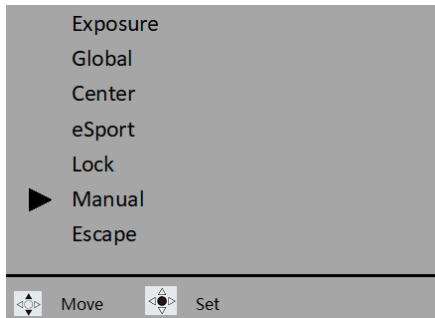 Exposure
Global
Center
eSport
Lock
Manual
Escape
Move Set